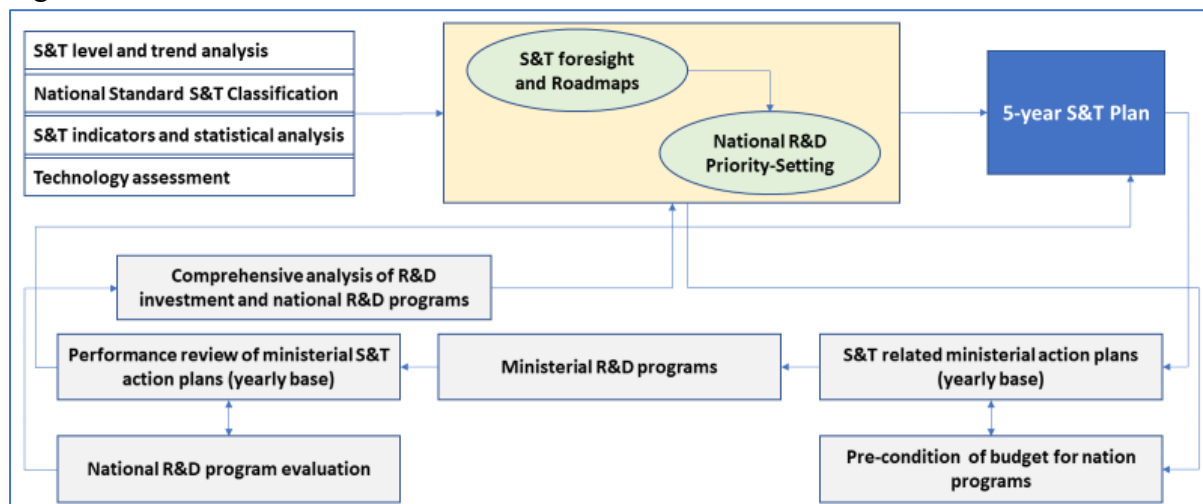 S&T level and trend analysis
National Standard S&T Classification
S&T indicators and statistical analysis
Technology assessment
S&T foresight
and Roadmaps
National R&D
Priority-Setting
5-year S&T Plan
Comprehensive analysis of R&D
investment and national R&D programs
Performance review of ministerial S&T
action plans (yearly base)
Ministerial R&D programs
S&T related ministerial action plans
(yearly base)
National R&D program evaluation
Pre-condition of budget for nation
programs